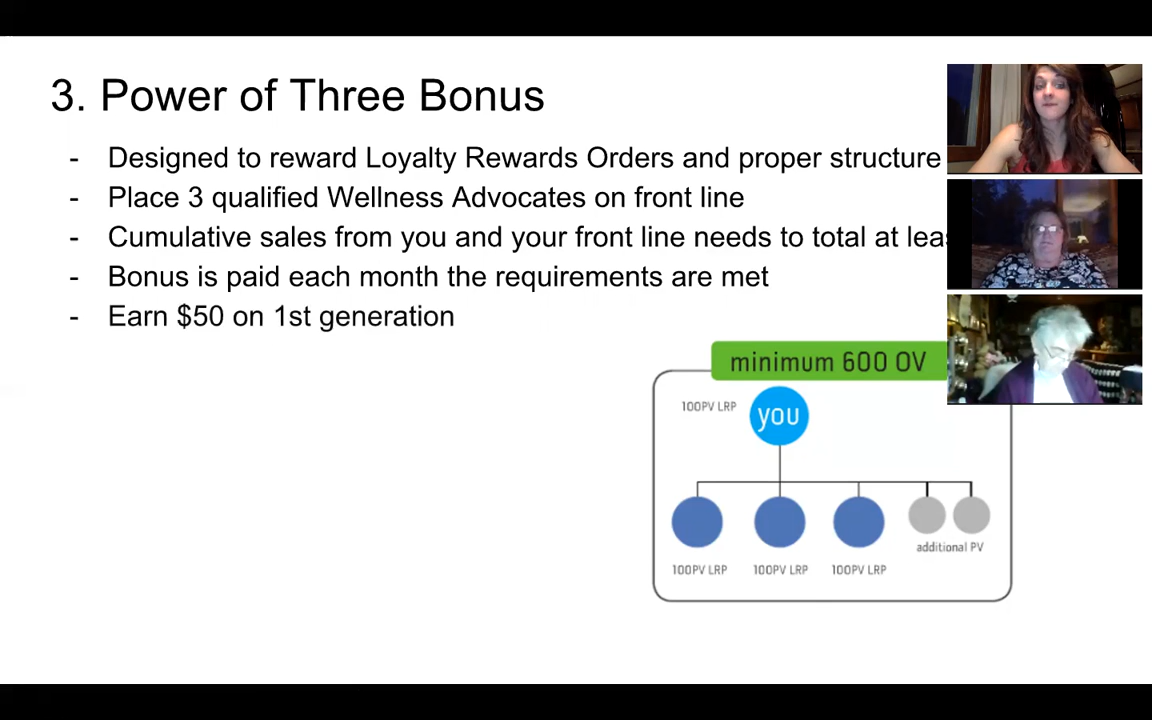 3. Power of Three Bonus
- Designed to reward Loyalty Rewards Orders and proper structure
- Place 3 qualified Wellness Advocates on front line
- Cumulative sales from you and your front line needs to total at
- Bonus is paid each month the requirements are met
- Earn $50 on 1st generation
minimum 600 OV
100PV LRP
you
additional PV
100PV LRP 100PV LRP 100PV LRP